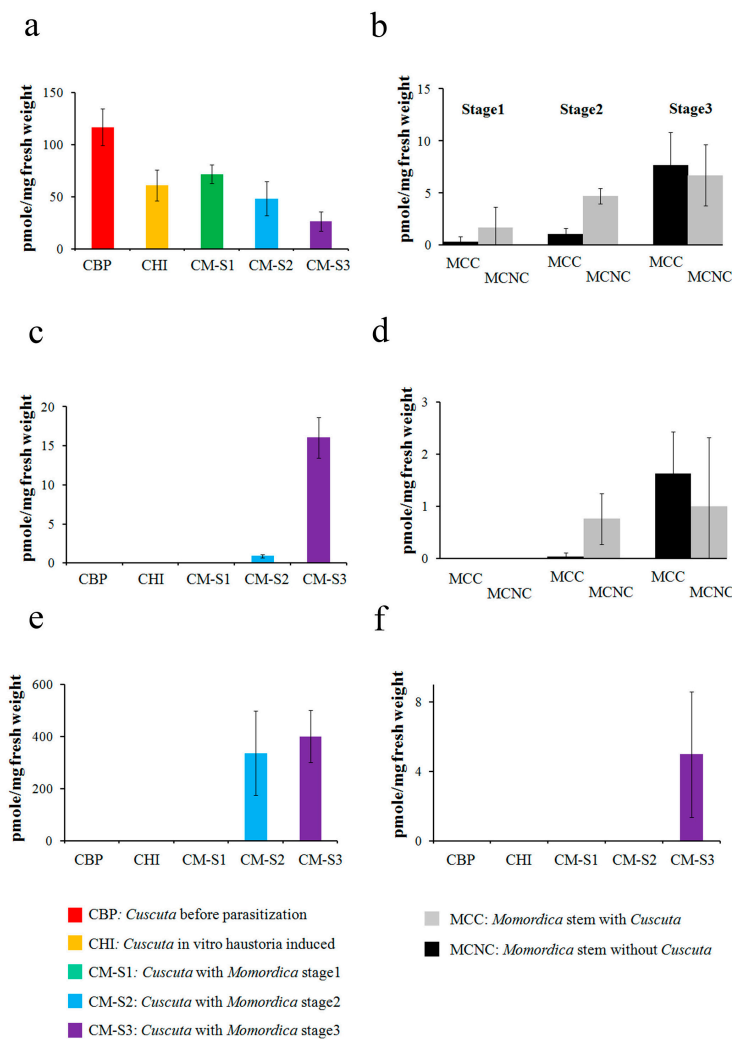 a
pmole/mg fresh weight
150
100
50
0
CBP CHI CM-S1 CM-S2 CM-S3
b
pmole/mg fresh weight
15
10
5
0
Stage1 Stage2 Stage3
MCC MCNC MCC MCNC MCC MCNC
c
pmole/mg fresh weight
20
15
10
5
0
CBP CHI CM-S1 CM-S2 CM-S3
d
pmole/mg fresh weight
3
2
1
0
MCC MCNC MCC MCNC MCC MCNC
e
pmole/mg fresh weight
600
400
200
0
CBP CHI CM-S1 CM-S2 CM-S3
f
pmole/mg fresh weight
8
4
0
CBP CHI CM-S1 CM-S2 CM-S3
CBP: Cuscuta before parasitization
CHI: Cuscuta in vitro haustoria induced
CM-S1: Cuscuta with Momordica stage1
CM-S2: Cuscuta with Momordica stage2
CM-S3: Cuscuta with Momordica stage3
MCC: Momordica stem with Cuscuta
MCNC: Momordica stem without Cuscuta